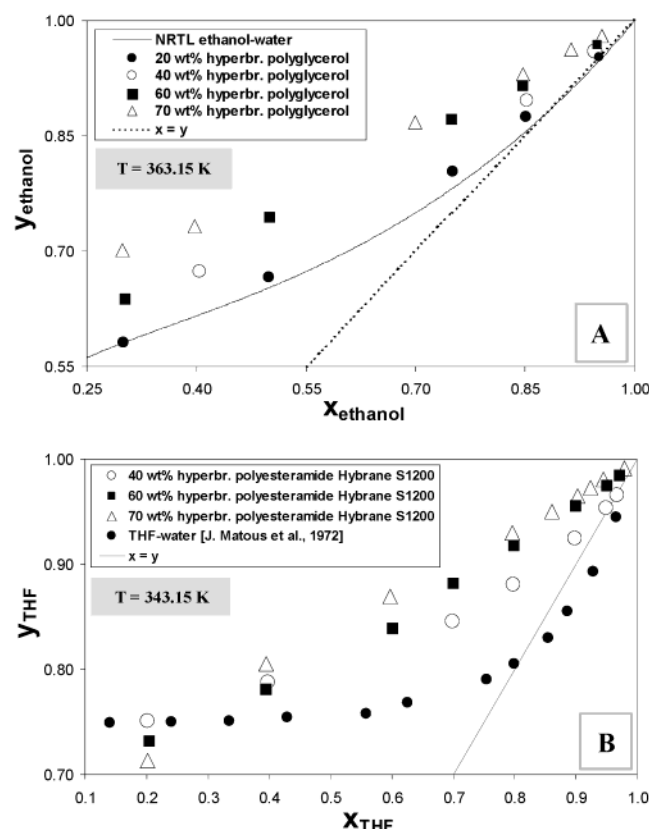 1.00
NRTL ethanol-water
20 wt% hyperbr. polyglycerol
40 wt% hyperbr. polyglycerol
60 wt% hyperbr. polyglycerol
70 wt% hyperbr. polyglycerol
x = y
0.85
T = 363.15 K
yethanol
0.70
A
0.55
0.25 0.40 0.55 0.70 0.85 1.00
xethanol
1.00
40 wt% hyperbr. polyesteramide Hybrane S1200
60 wt% hyperbr. polyesteramide Hybrane S1200
70 wt% hyperbr. polyesteramide Hybrane S1200
THF-water [J. Matous et al., 1972]
x = y
0.90
T = 343.15 K
yTHF
0.80
B
0.70
0.1 0.2 0.3 0.4 0.5 0.6 0.7 0.8 0.9 1.0
xTHF